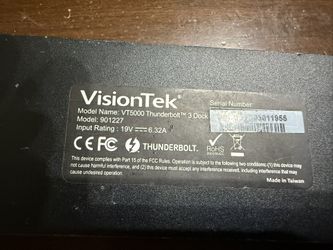 VisionTek®
Model Name: VT5000 Thunderbolt™ 3 Dock
Model: 901227
Input Rating : 19V⎓6.32A
Serial Number
CE FC THUNDERBOLT™ RoHS
This device complies with Part 15 of the FCC Rules. Operation is subject to the following two conditions: (1) this device may
not cause harmful interference, and (2) this device must accept any interference received, including interference that may
cause undesired operation.
Made in Taiwan